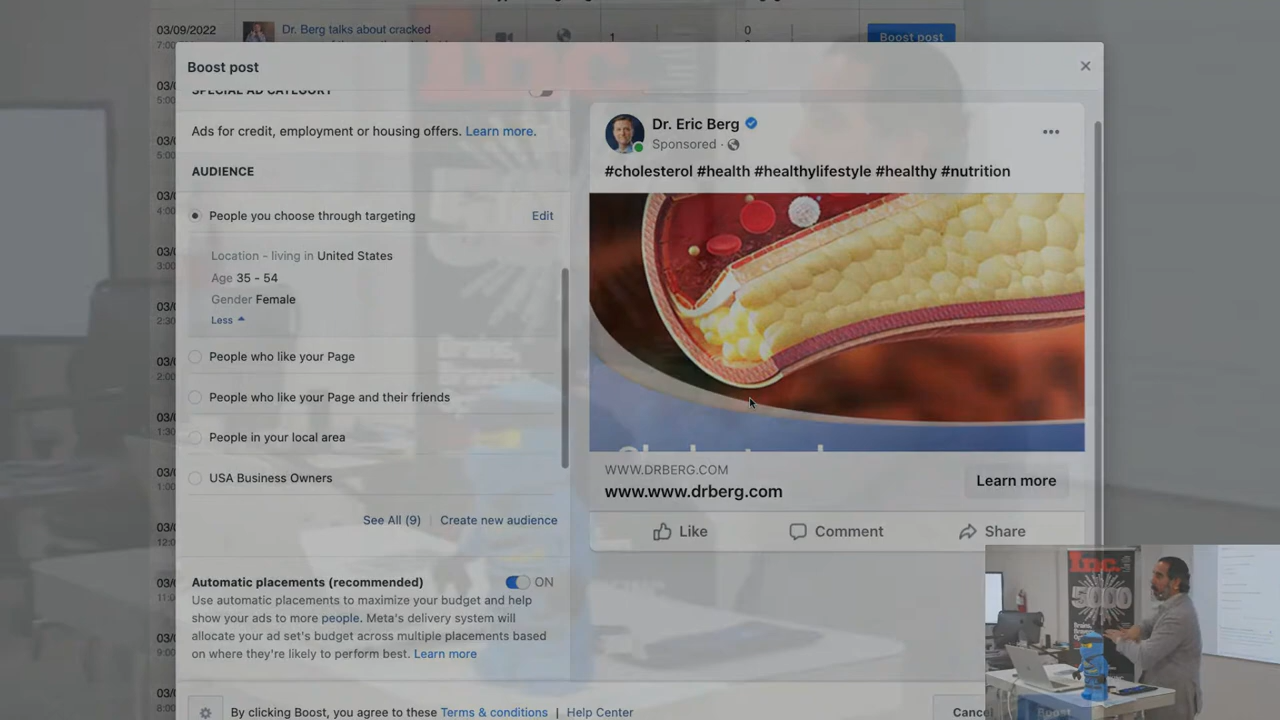 03/09/2022
Dr. Berg talks about cracked
1
0
Boost post
Boost post
SPECIAL AD CATEGORY
Ads for credit, employment or housing offers. Learn more.
AUDIENCE
People you choose through targeting
Edit
Location - living in United States
Age 35 - 54
Gender Female
Less
People who like your Page
People who like your Page and their friends
People in your local area
USA Business Owners
See All (9) | Create new audience
Automatic placements (recommended)
ON
Use automatic placements to maximize your budget and help
show your ads to more people. Meta's delivery system will
allocate your ad set's budget across multiple placements based
on where they're likely to perform best. Learn more
By clicking Boost, you agree to these Terms & conditions | Help Center
Cancel
Boost
Dr. Eric Berg
Sponsored ·
#cholesterol #health #healthylifestyle #healthy #nutrition
WWW.DRBERG.COM
www.www.drberg.com
Learn more
Like
Comment
Share
Inc.
5000